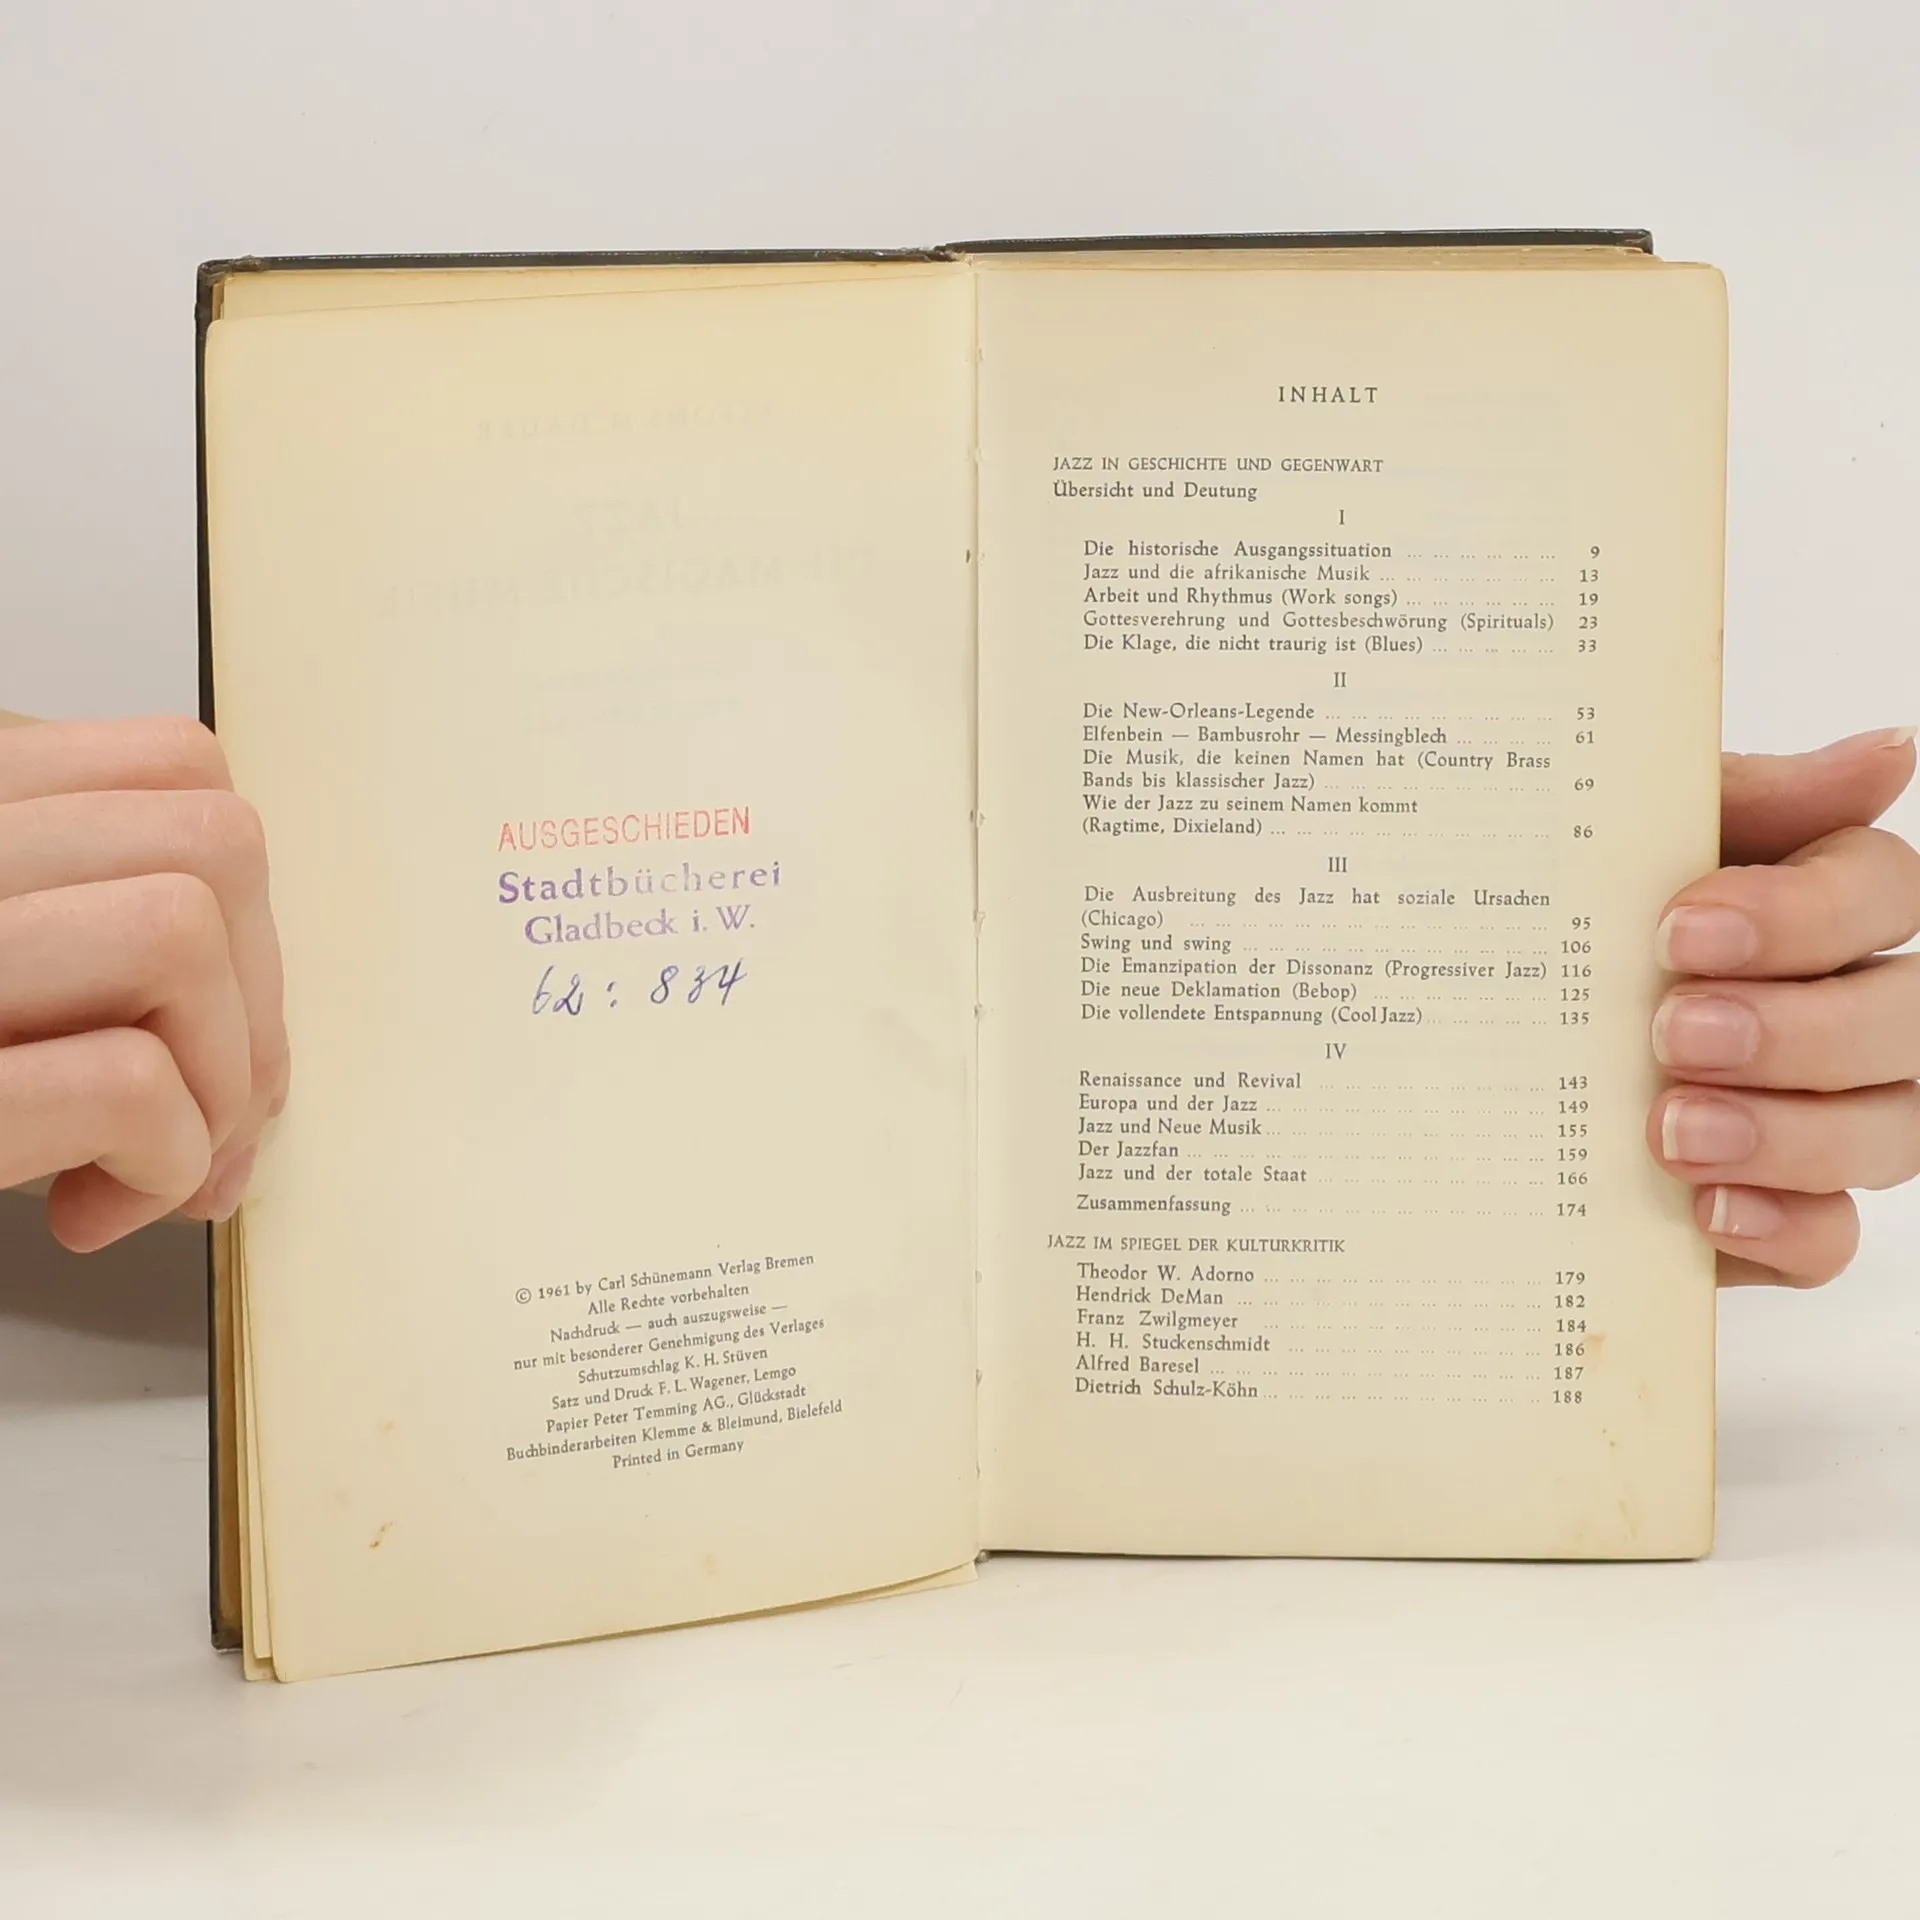 AUSGESCHIEDEN
Stadtbücherei
Gladbeck i. W.
62 : 834
© 1961 by Carl Schünemann Verlag Bremen
Alle Rechte vorbehalten
Nachdruck — auch auszugsweise —
nur mit besonderer Genehmigung des Verlages
Schutzumschlag K. H. Stüven
Satz und Druck F. L. Wagener, Lemgo
Papier Peter Temming AG., Glückstadt
Buchbinderarbeiten Klemme & Bleimund, Bielefeld
Printed in Germany
INHALT
JAZZ IN GESCHICHTE UND GEGENWART
Übersicht und Deutung
I
Die historische Ausgangssituation ... ... ... ... ... ... 9
Jazz und die afrikanische Musik ... ... ... ... ... ... ... 13
Arbeit und Rhythmus (Work songs) ... ... ... ... ... ... 19
Gottesverehrung und Gottesbeschwörung (Spirituals) 23
Die Klage, die nicht traurig ist (Blues) ... ... ... ... ... 33
II
Die New-Orleans-Legende ... ... ... ... ... ... ... ... ... 53
Elfenbein — Bambusrohr — Messingblech ... ... ... ... 61
Die Musik, die keinen Namen hat (Country Brass
Bands bis klassischer Jazz) ... ... ... ... ... ... ... ... ... 69
Wie der Jazz zu seinem Namen kommt
(Ragtime, Dixieland) ... ... ... ... ... ... ... ... ... ... ... 86
III
Die Ausbreitung des Jazz hat soziale Ursachen
(Chicago) ... ... ... ... ... ... ... ... ... ... ... ... ... ... 95
Swing und swing ... ... ... ... ... ... ... ... ... ... ... ... 106
Die Emanzipation der Dissonanz (Progressiver Jazz) 116
Die neue Deklamation (Bebop) ... ... ... ... ... ... ... 125
Die vollendete Entspannung (Cool Jazz) ... ... ... ... ... 135
IV
Renaissance und Revival ... ... ... ... ... ... ... ... ... 143
Europa und der Jazz ... ... ... ... ... ... ... ... ... ... ... 149
Jazz und Neue Musik ... ... ... ... ... ... ... ... ... ... ... 155
Der Jazzfan ... ... ... ... ... ... ... ... ... ... ... ... ... ... 159
Jazz und der totale Staat ... ... ... ... ... ... ... ... ... 166
Zusammenfassung ... ... ... ... ... ... ... ... ... ... ... ... 174
JAZZ IM SPIEGEL DER KULTURKRITIK
Theodor W. Adorno ... ... ... ... ... ... ... ... ... ... ... 179
Hendrick DeMan ... ... ... ... ... ... ... ... ... ... ... ... 182
Franz Zwilgmeyer ... ... ... ... ... ... ... ... ... ... ... 184
H. H. Stuckenschmidt ... ... ... ... ... ... ... ... ... ... 186
Alfred Baresel ... ... ... ... ... ... ... ... ... ... ... ... ... 187
Dietrich Schulz-Köhn ... ... ... ... ... ... ... ... ... ... ... 188